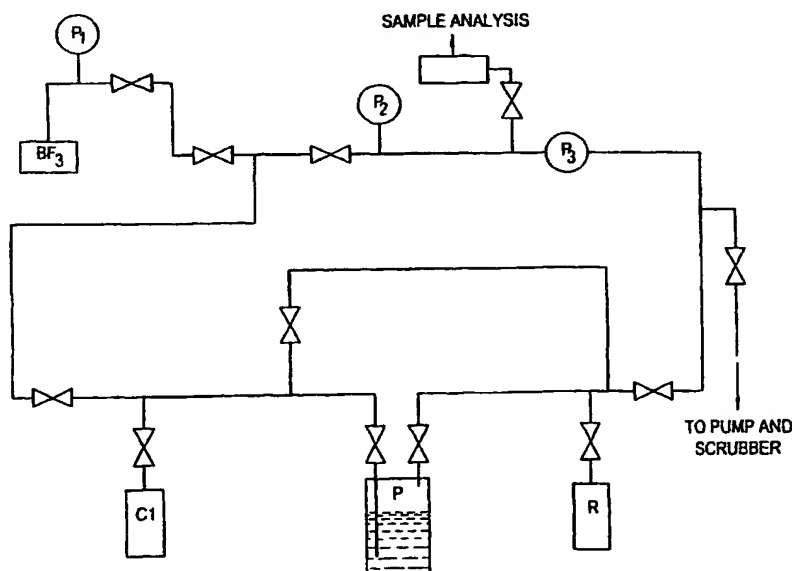 SAMPLE ANALYSIS
P1
P2
BF3
P3
TO PUMP AND
SCRUBBER
P
C1
R